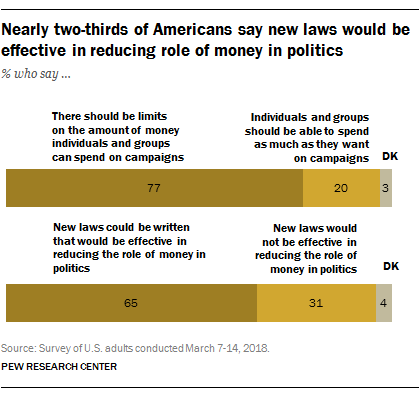 Nearly two-thirds of Americans say new laws would be
effective in reducing role of money in politics
% who say ...
There should be limits
on the amount of money
individuals and groups
can spend on campaigns
Individuals and groups
should be able to spend
as much as they want
on campaigns
DK
77
20
3
New laws could be written
that would be effective in
reducing the role of money in
politics
New laws would
not be effective in
reducing the role of
money in politics
DK
65
31
4
Source: Survey of U.S. adults conducted March 7-14, 2018.
PEW RESEARCH CENTER